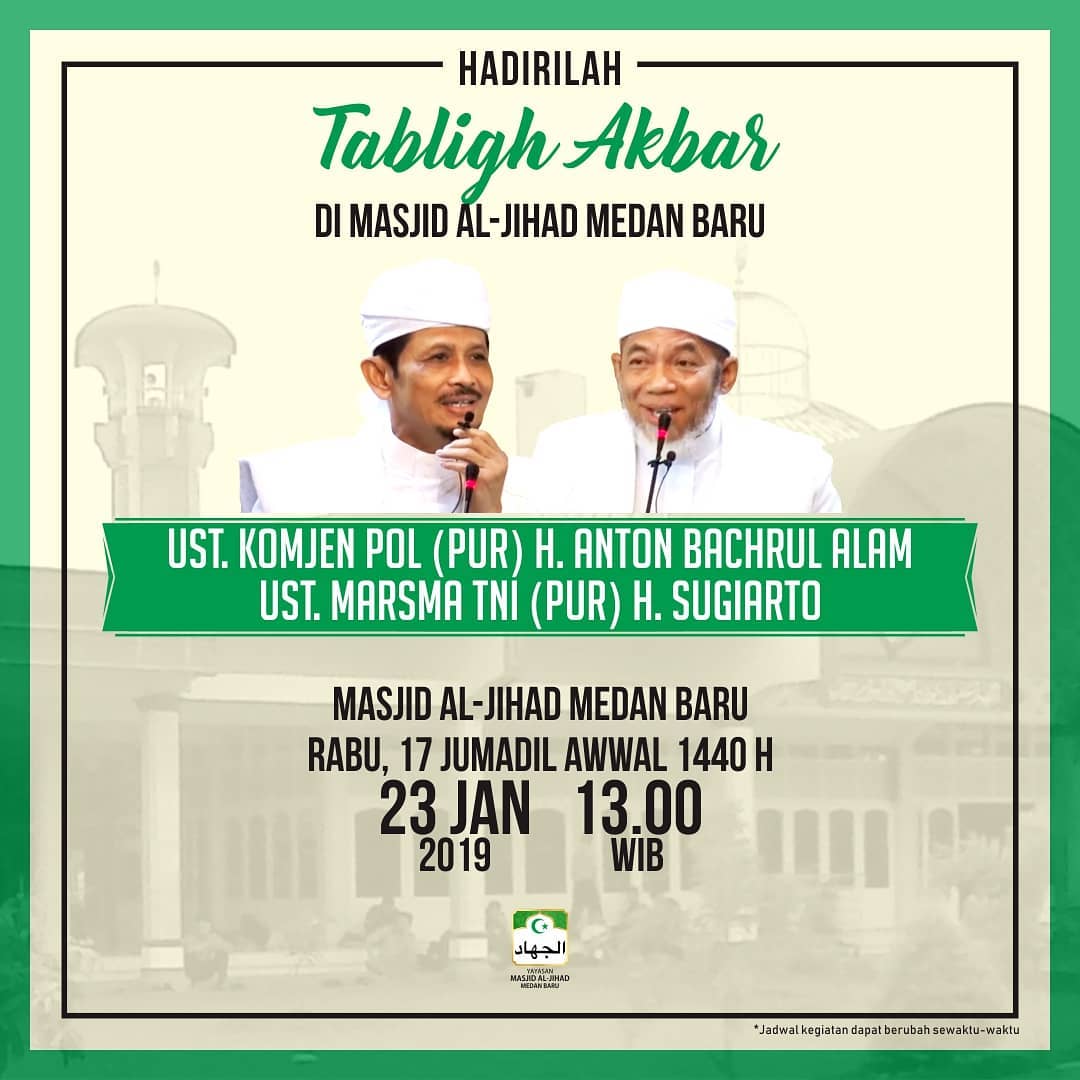 HADIRILAH
Tabligh Akbar
DI MASJID AL-JIHAD MEDAN BARU
UST. KOMJEN POL (PUR) H. ANTON BACHRUL ALAM
UST. MARSMA TNI (PUR) H. SUGIARTO
MASJID AL-JIHAD MEDAN BARU
RABU, 17 JUMADIL AWWAL 1440 H
23 JAN 13.00
2019 WIB
الجهاد
YAYASAN
MASJID AL-JIHAD
MEDAN BARU
*Jadwal kegiatan dapat berubah sewaktu-waktu